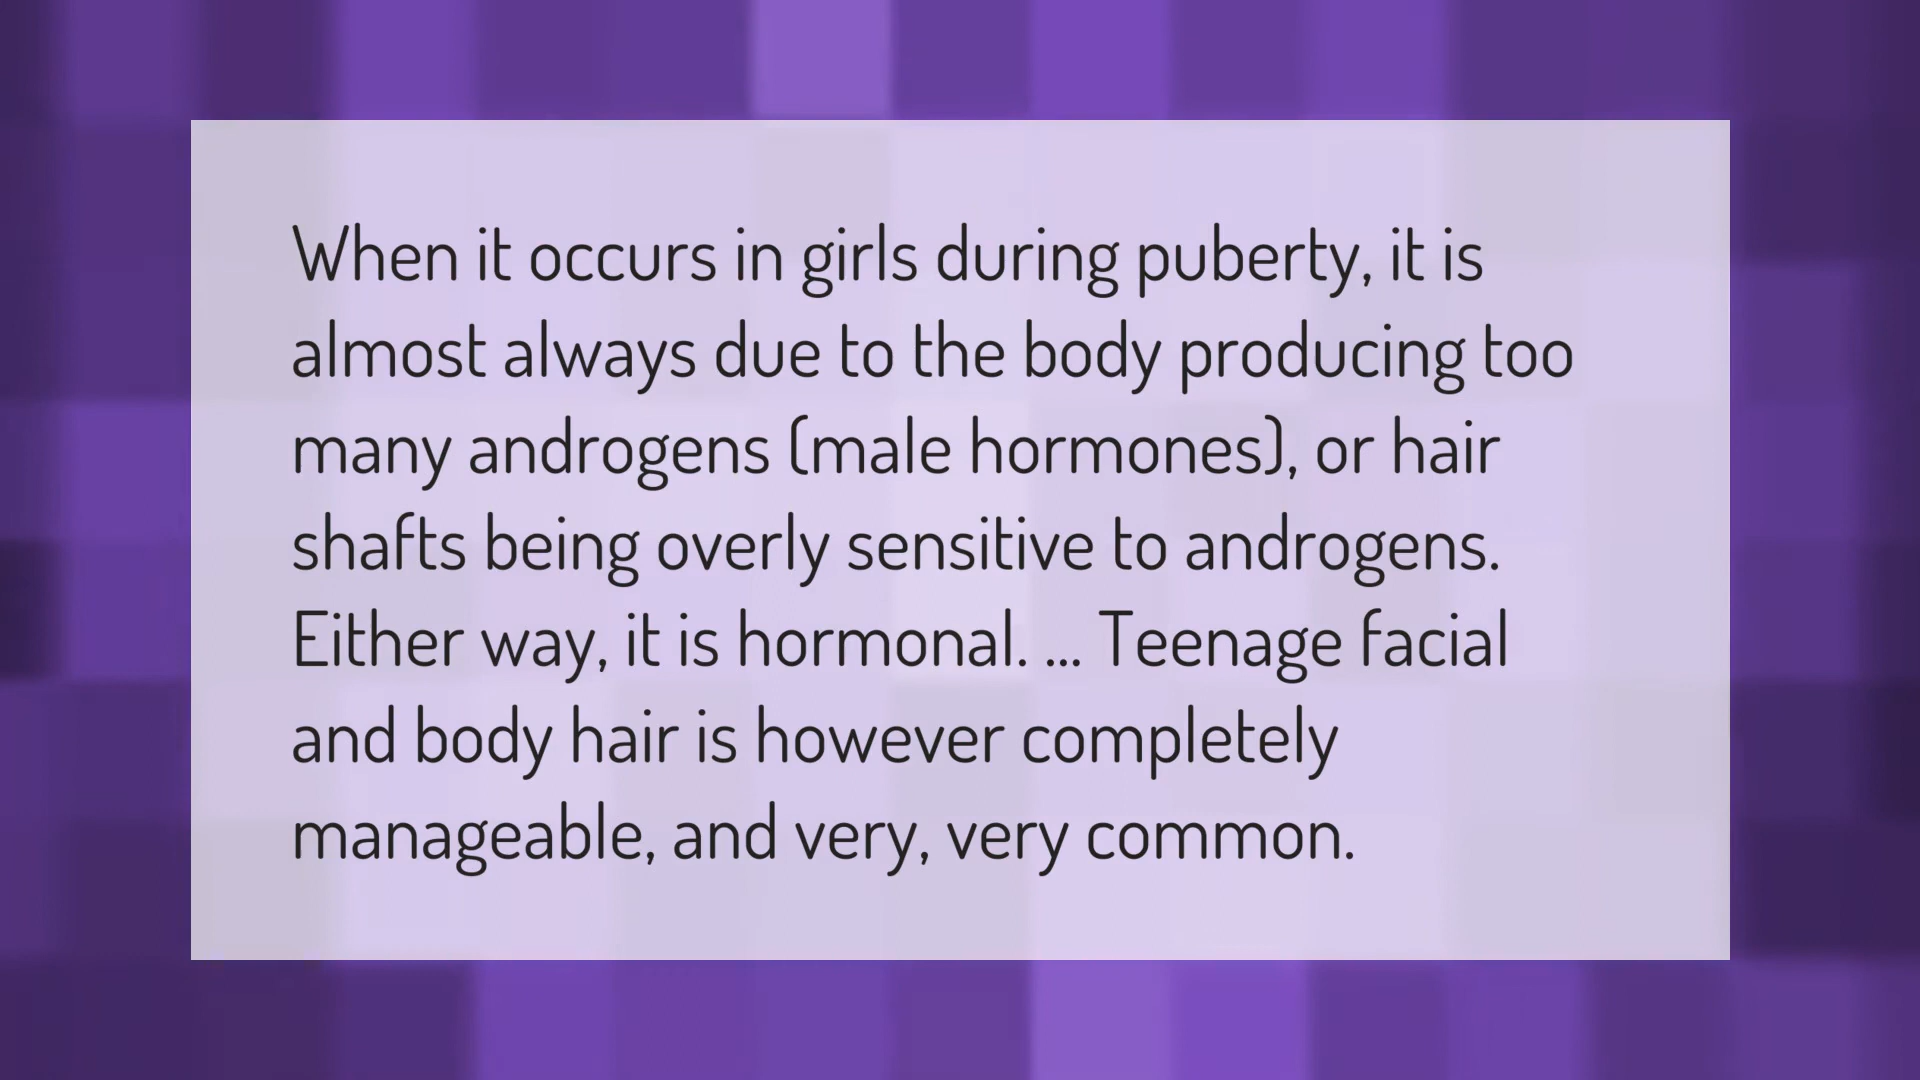 When it occurs in girls during puberty, it is
almost always due to the body producing too
many androgens (male hormones), or hair
shafts being overly sensitive to androgens.
Either way, it is hormonal. ... Teenage facial
and body hair is however completely
manageable, and very, very common.